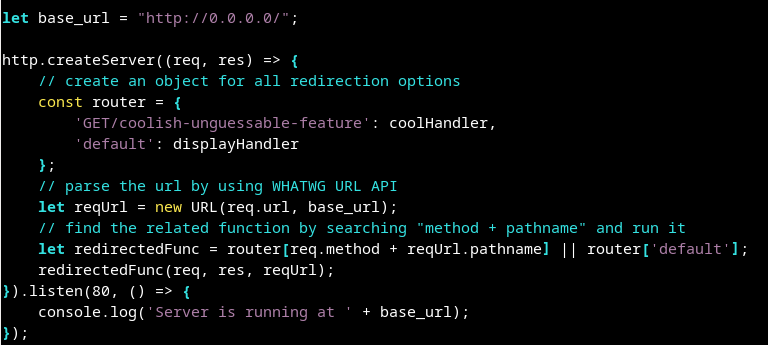 let base_url = "http://0.0.0.0/";

http.createServer((req, res) => {
    // create an object for all redirection options
    const router = {
        'GET/coolish-unguessable-feature': coolHandler,
        'default': displayHandler
    };
    // parse the url by using WHATWG URL API
    let reqUrl = new URL(req.url, base_url);
    // find the related function by searching "method + pathname" and run it
    let redirectedFunc = router[req.method + reqUrl.pathname] || router['default'];
    redirectedFunc(req, res, reqUrl);
}).listen(80, () => {
    console.log('Server is running at ' + base_url);
});